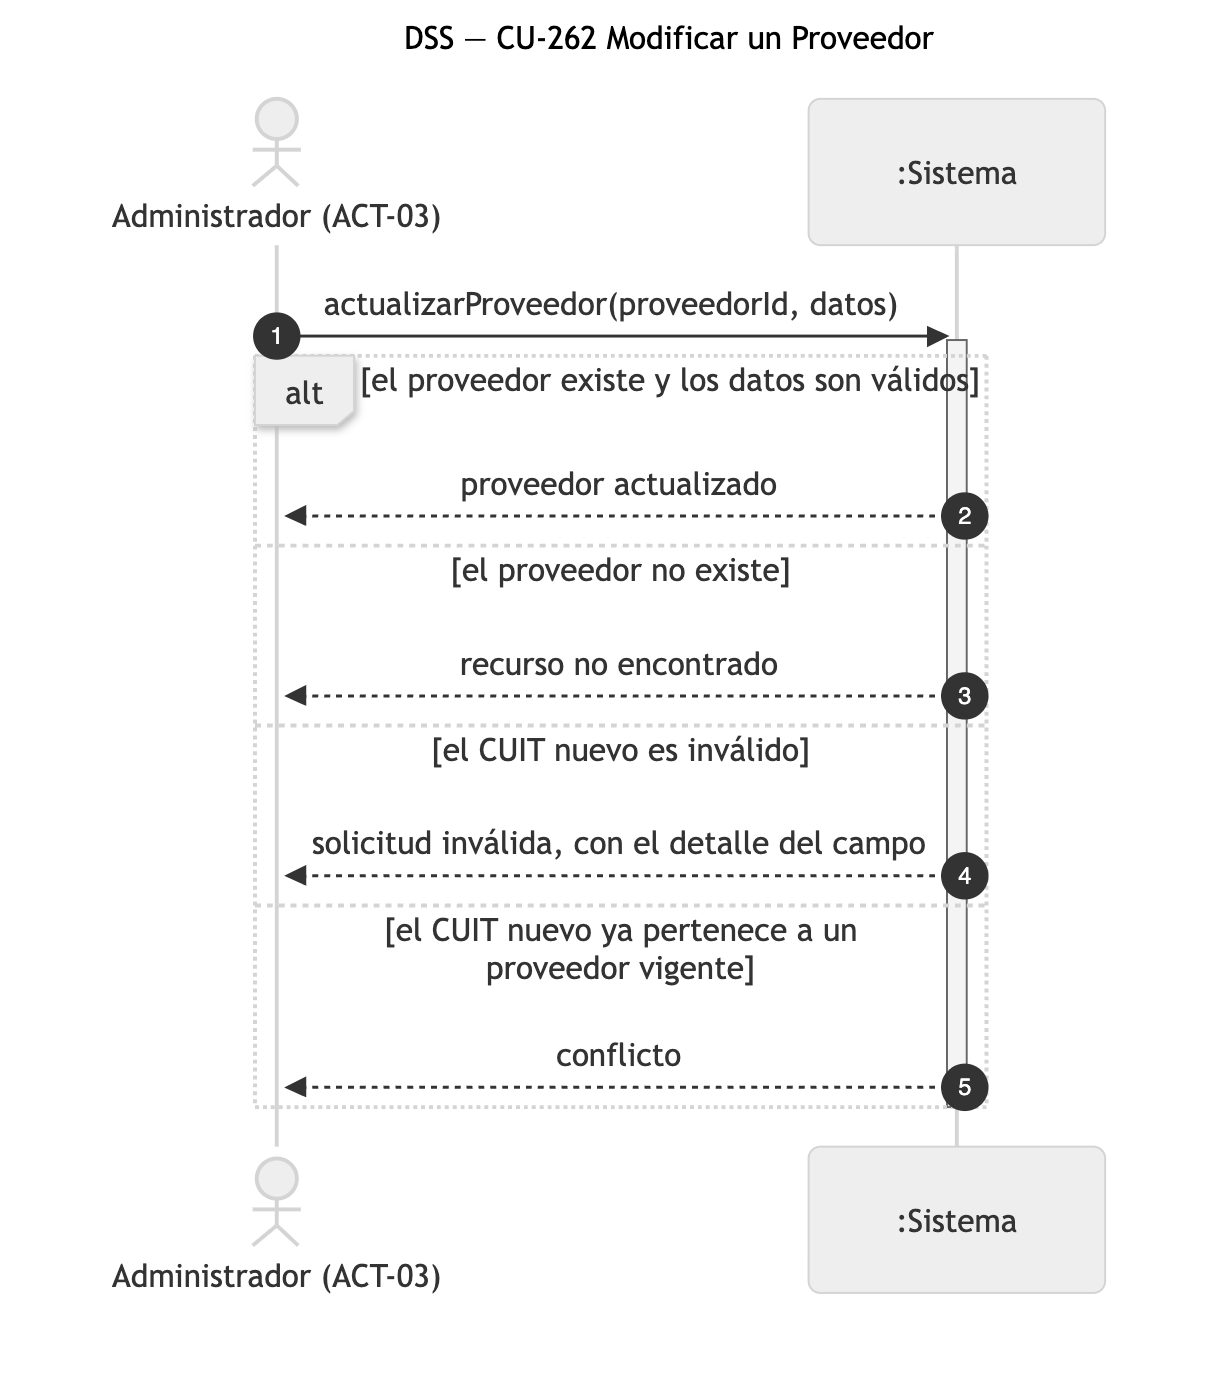 DSS — CU-262 Modificar un Proveedor
:Sistema
Administrador (ACT-03)
actualizarProveedor(proveedorId, datos)
1
alt
[el proveedor existe y los datos son válidos]
proveedor actualizado
2
[el proveedor no existe]
recurso no encontrado
3
[el CUIT nuevo es inválido]
solicitud inválida, con el detalle del campo
4
[el CUIT nuevo ya pertenece a un
proveedor vigente]
conflicto
5
:Sistema
Administrador (ACT-03)